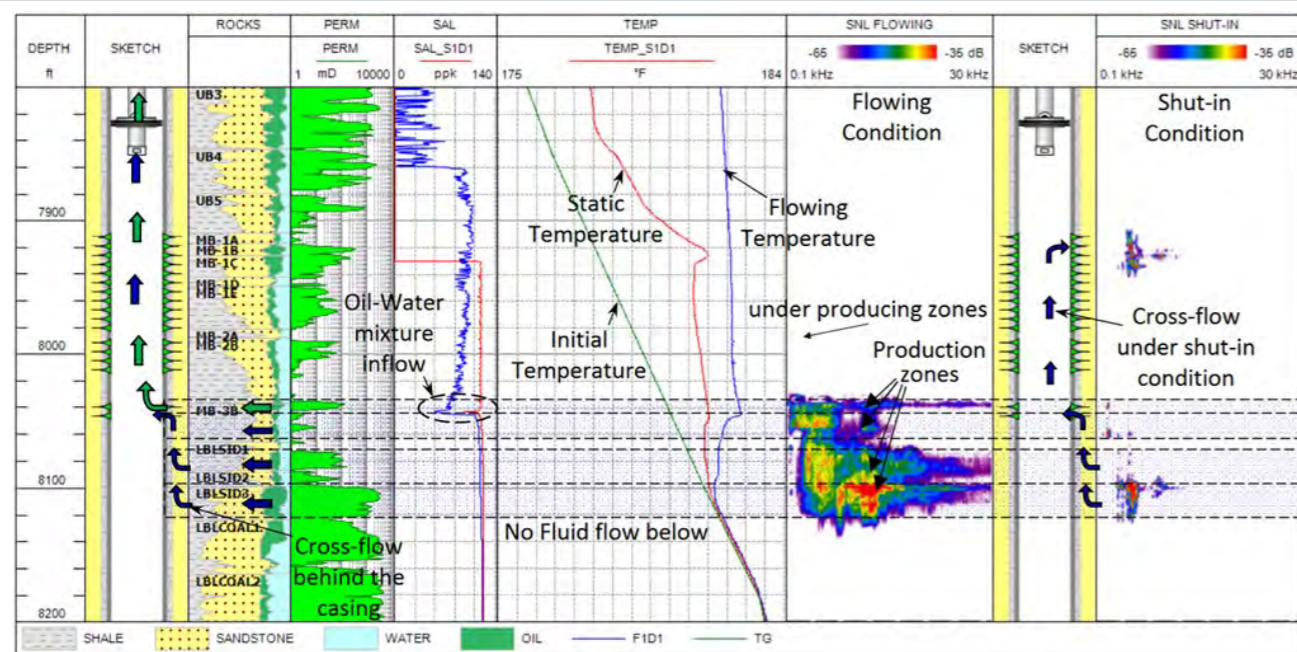 DEPTH
ft
SKETCH
ROCKS
PERM
PERM
1 mD 10000
SAL
SAL_S1D1
0 ppk 140
TEMP
TEMP_S1D1
175 °F 184
SNL FLOWING
-65 -35 dB
0.1 kHz 30 kHz
SKETCH
SNL SHUT-IN
-65 -35 dB
0.1 kHz 30 kHz
7900
8000
8100
8200
UB3
UB4
UB5
MB-1A
MB-1B
MB-1C
MB-1D
MB-1E
MB-2A
MB-2B
MB-3B
LBLSID1
LBLSID2
LBLSID3
LBLCOAL1
LBLCOAL2
Cross-flow
behind the
casing
Oil-Water
mixture
inflow
Static
Temperature
Flowing
Temperature
Initial
Temperature
under producing zones
No Fluid flow below
Flowing
Condition
Production
zones
Shut-in
Condition
Cross-flow
under shut-in
condition
SHALE
SANDSTONE
WATER
OIL
F1D1
TG